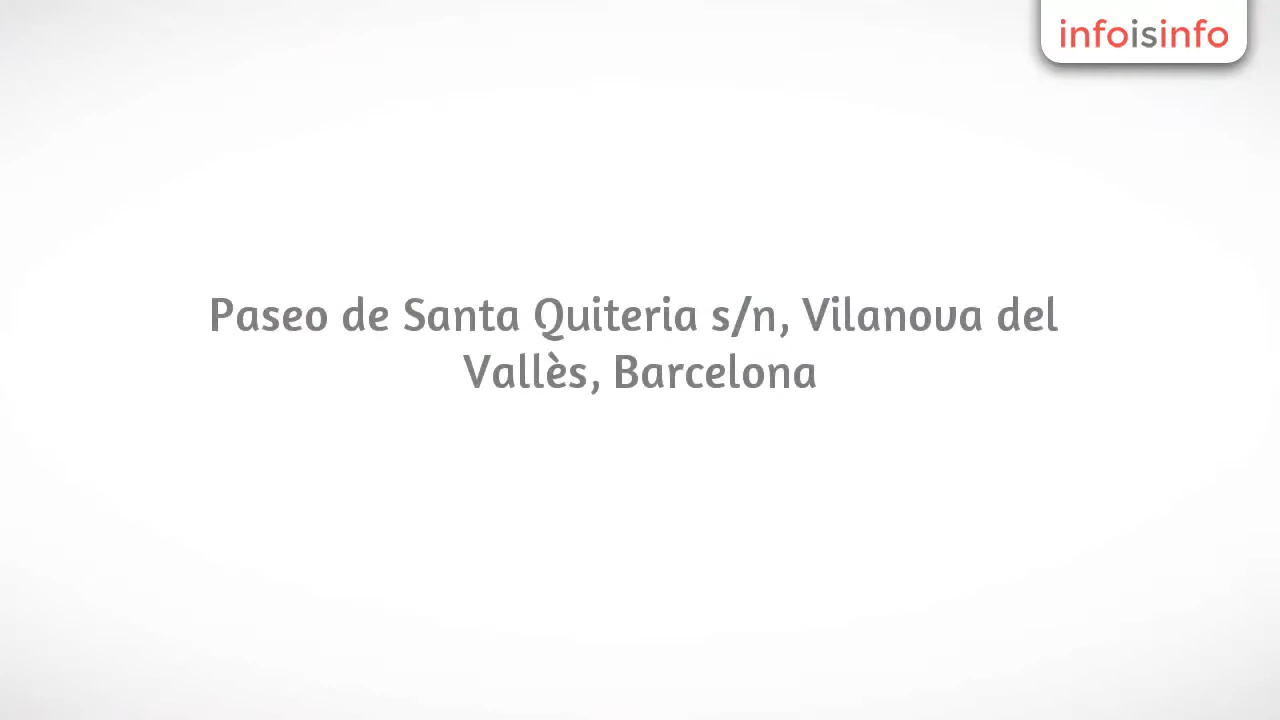 infoisinfo
Paseo de Santa Quiteria s/n, Vilanova del
Vallès, Barcelona